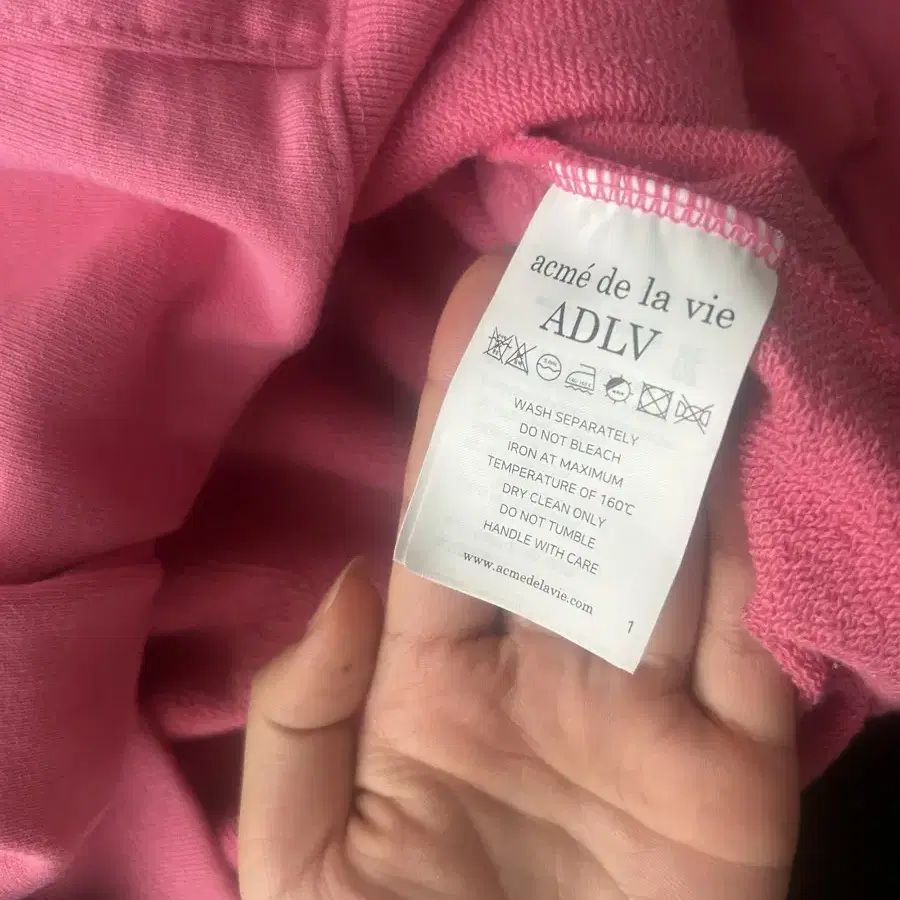 acmé de la vie
ADLV
WASH SEPARATELY
DO NOT BLEACH
IRON AT MAXIMUM
TEMPERATURE OF 160℃
DRY CLEAN ONLY
DO NOT TUMBLE
HANDLE WITH CARE
www.acmedelavie.com
1